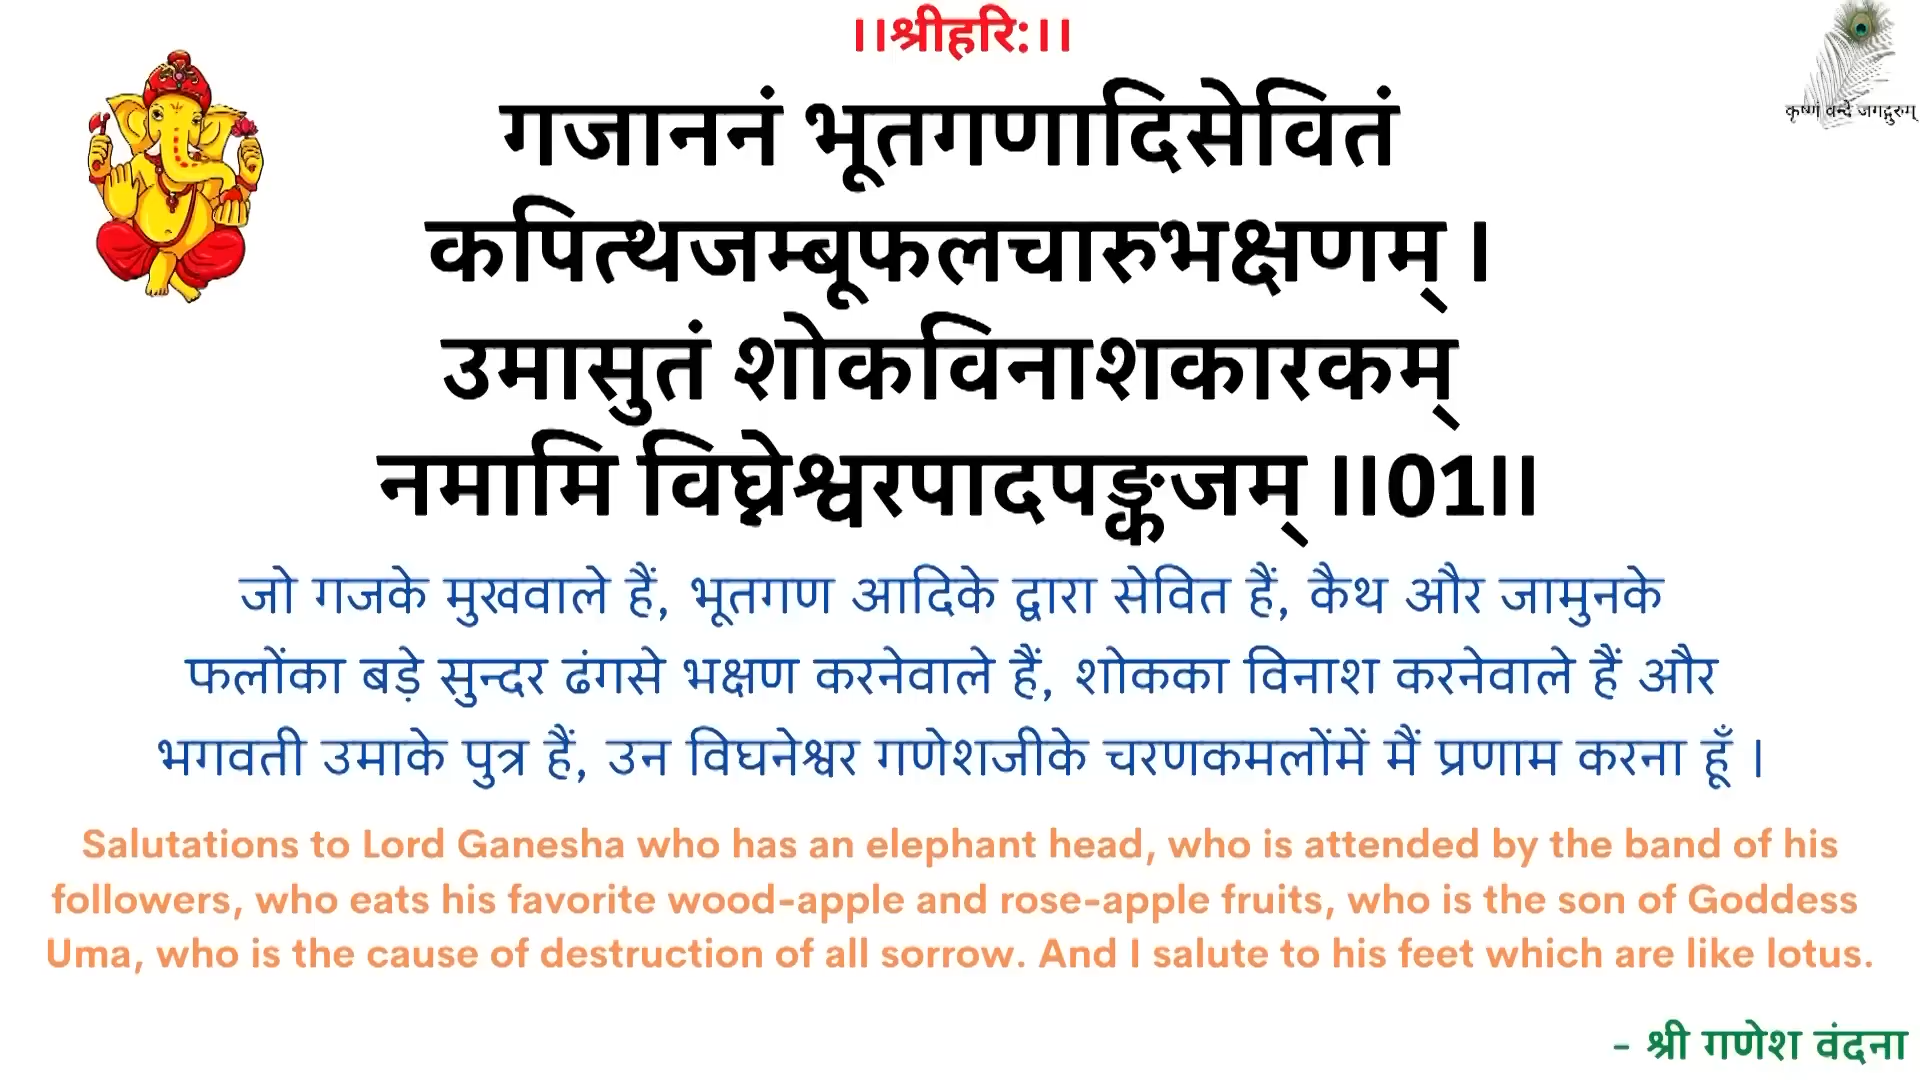 ।।श्रीहरि:।।
कृष्णं वन्दे जगद्गुरुम्
गजाननं भूतगणादिसेवितं
कपित्थजम्बूफलचारुभक्षणम् ।
उमासुतं शोकविनाशकारकम्
नमामि विघ्नेश्वरपादपङ्कजम् ।।01।।
जो गजके मुखवाले हैं, भूतगण आदिके द्वारा सेवित हैं, कैथ और जामुनके
फलोंका बड़े सुन्दर ढंगसे भक्षण करनेवाले हैं, शोकका विनाश करनेवाले हैं और
भगवती उमाके पुत्र हैं, उन विघनेश्वर गणेशजीके चरणकमलोंमें मैं प्रणाम करना हूँ ।
Salutations to Lord Ganesha who has an elephant head, who is attended by the band of his
followers, who eats his favorite wood-apple and rose-apple fruits, who is the son of Goddess
Uma, who is the cause of destruction of all sorrow. And I salute to his feet which are like lotus.
- श्री गणेश वंदना